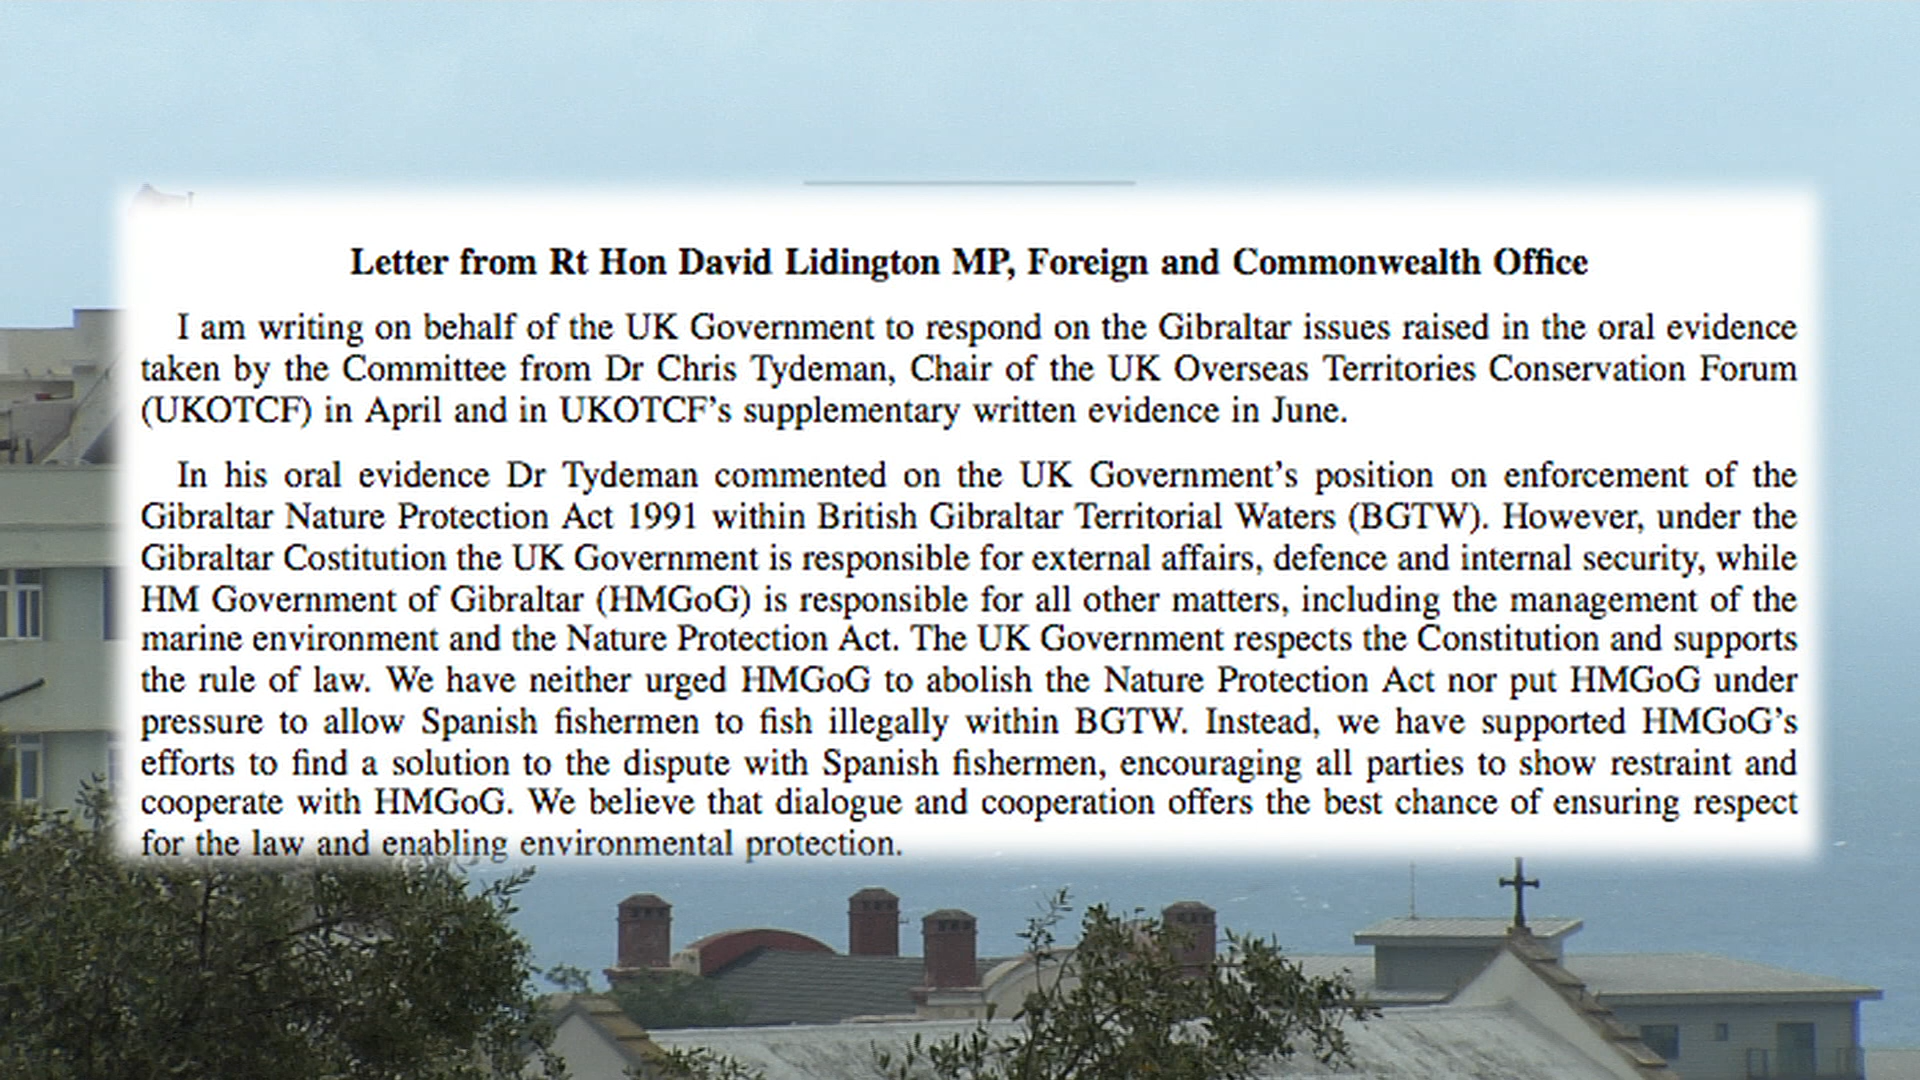 Letter from Rt Hon David Lidington MP, Foreign and Commonwealth Office
I am writing on behalf of the UK Government to respond on the Gibraltar issues raised in the oral evidence
taken by the Committee from Dr Chris Tydeman, Chair of the UK Overseas Territories Conservation Forum
(UKOTCF) in April and in UKOTCF's supplementary written evidence in June.
In his oral evidence Dr Tydeman commented on the UK Government's position on enforcement of the
Gibraltar Nature Protection Act 1991 within British Gibraltar Territorial Waters (BGTW). However, under the
Gibraltar Costitution the UK Government is responsible for external affairs, defence and internal security, while
HM Government of Gibraltar (HMGoG) is responsible for all other matters, including the management of the
marine environment and the Nature Protection Act. The UK Government respects the Constitution and supports
the rule of law. We have neither urged HMGoG to abolish the Nature Protection Act nor put HMGoG under
pressure to allow Spanish fishermen to fish illegally within BGTW. Instead, we have supported HMGoG's
efforts to find a solution to the dispute with Spanish fishermen, encouraging all parties to show restraint and
cooperate with HMGoG. We believe that dialogue and cooperation offers the best chance of ensuring respect
for the law and enabling environmental protection.